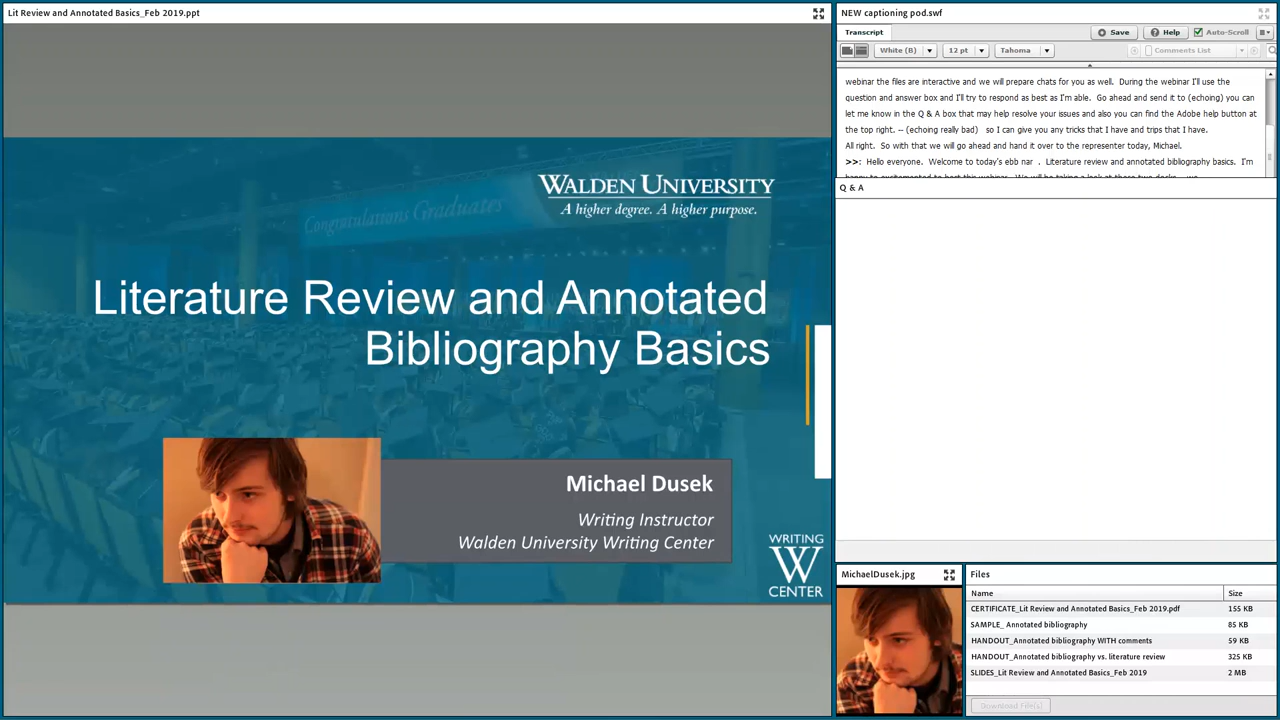 Lit Review and Annotated Basics_Feb 2019.ppt
Congratulations Graduates
WALDEN UNIVERSITY
A higher degree. A higher purpose.
Literature Review and Annotated
Bibliography Basics
Michael Dusek
Writing Instructor
Walden University Writing Center
WRITING
W
CENTER
NEW captioning pod.swf
Transcript
Save
Help
Auto-Scroll
White (B)
12 pt
Tahoma
Comments List
webinar the files are interactive and we will prepare chats for you as well. During the webinar I'll use the
question and answer box and I'll try to respond as best as I'm able. Go ahead and send it to (echoing) you can
let me know in the Q & A box that may help resolve your issues and also you can find the Adobe help button at
the top right. -- (echoing really bad) so I can give you any tricks that I have and trips that I have.
All right. So with that we will go ahead and hand it over to the representer today, Michael.
>>: Hello everyone. Welcome to today's ebb nar . Literature review and annotated bibliography basics. I'm
Q & A
MichaelDusek.jpg
Files
Name Size
CERTIFICATE_Lit Review and Annotated Basics_Feb 2019.pdf 155 KB
SAMPLE_ Annotated bibliography 85 KB
HANDOUT_Annotated bibliography WITH comments 59 KB
HANDOUT_Annotated bibliography vs. literature review 325 KB
SLIDES_Lit Review and Annotated Basics_Feb 2019 2 MB
Download File(s)